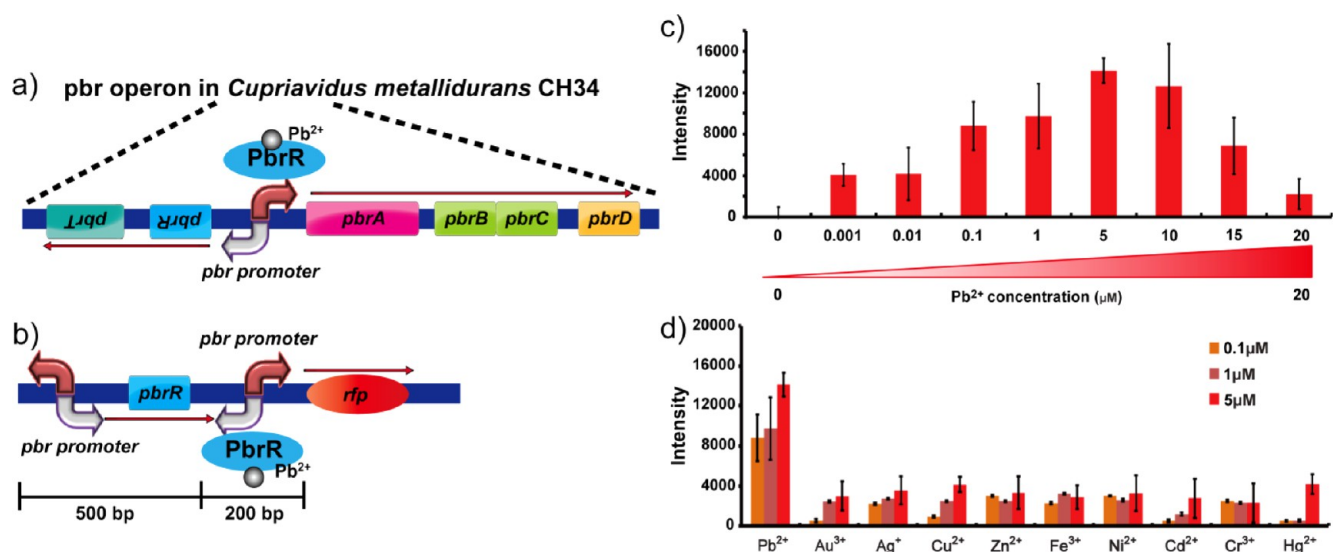 a)
pbr operon in Cupriavidus metallidurans CH34
Pb²⁺
PbrR
pbrT
pbrR
pbrA
pbrB
pbrC
pbrD
pbr promoter
b)
pbr promoter
pbrR
rfp
pbr promoter
PbrR
Pb²⁺
500 bp
200 bp
c)
Intensity
16000
12000
8000
4000
0
0 0.001 0.01 0.1 1 5 10 15 20
0 Pb²⁺ concentration (μM) 20
d)
Intensity
20000
16000
12000
8000
4000
0
0.1μM
1μM
5μM
Pb²⁺ Au³⁺ Ag⁺ Cu²⁺ Zn²⁺ Fe³⁺ Ni²⁺ Cd²⁺ Cr³⁺ Hg²⁺